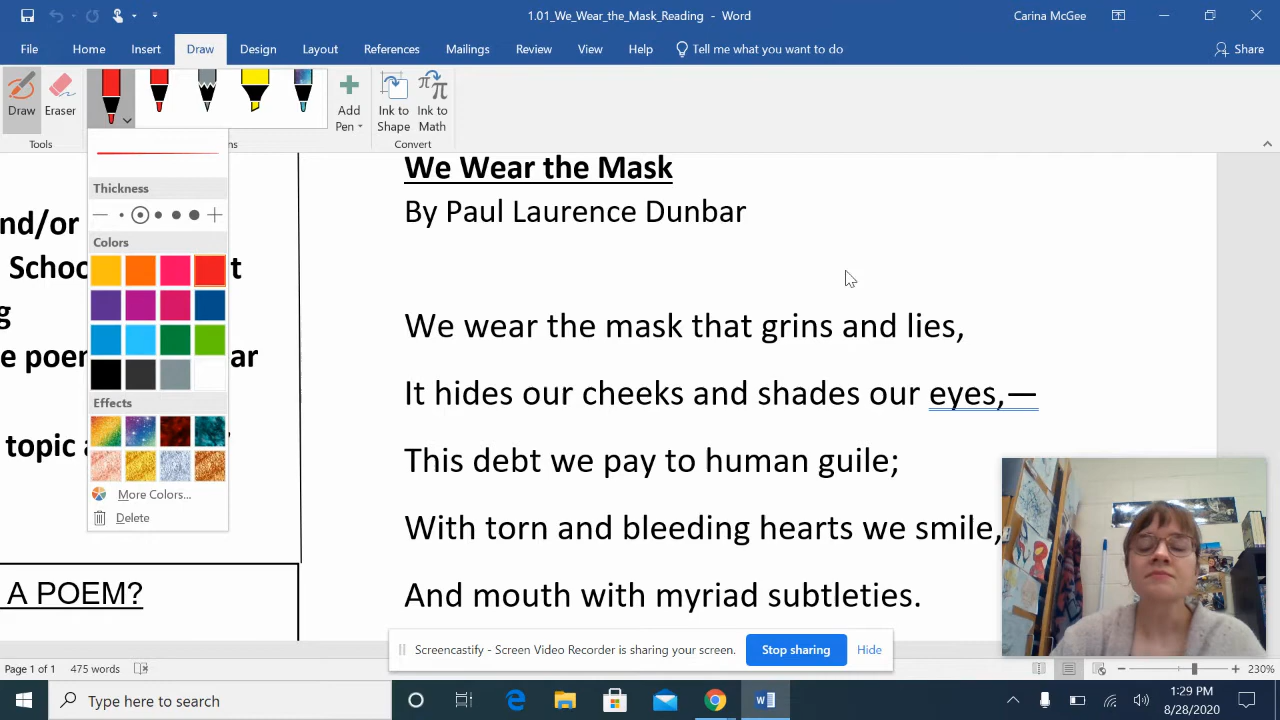 1.01_We_Wear_the_Mask_Reading - Word
Carina McGee
File Home Insert Draw Design Layout References Mailings Review View Help Tell me what you want to do Share
Draw Eraser Add Pen Ink to Shape Ink to Math
Tools ns Convert
Thickness
Colors
Effects
More Colors...
Delete
nd/or
Schoo t
g
e poem ar
topic a
A POEM?
We Wear the Mask
By Paul Laurence Dunbar
We wear the mask that grins and lies,
It hides our cheeks and shades our eyes,—
This debt we pay to human guile;
With torn and bleeding hearts we smile,
And mouth with myriad subtleties.
Screencastify - Screen Video Recorder is sharing your screen. Stop sharing Hide
Page 1 of 1 475 words 230%
Type here to search
1:29 PM
8/28/2020